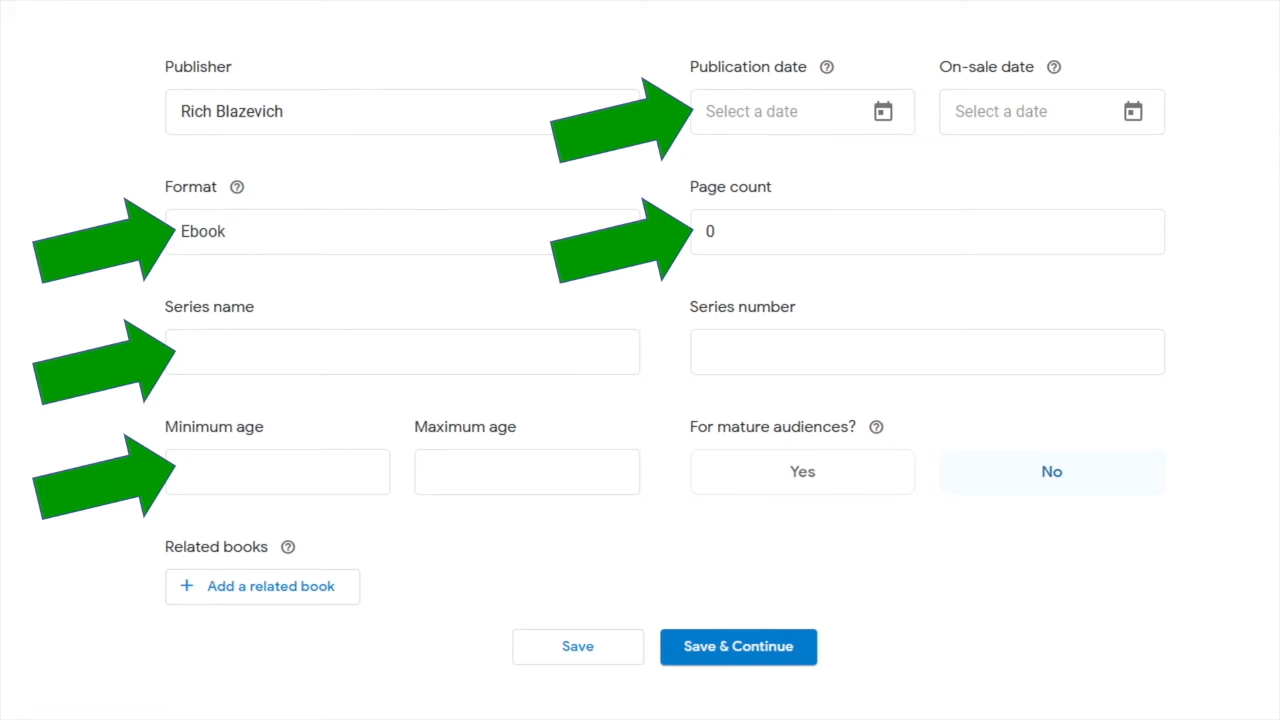 Publisher
Publication date
On-sale date
Rich Blazevich
Select a date
Select a date
Format
Page count
Ebook
0
Series name
Series number
Minimum age
Maximum age
For mature audiences?
Yes
No
Related books
+ Add a related book
Save
Save & Continue